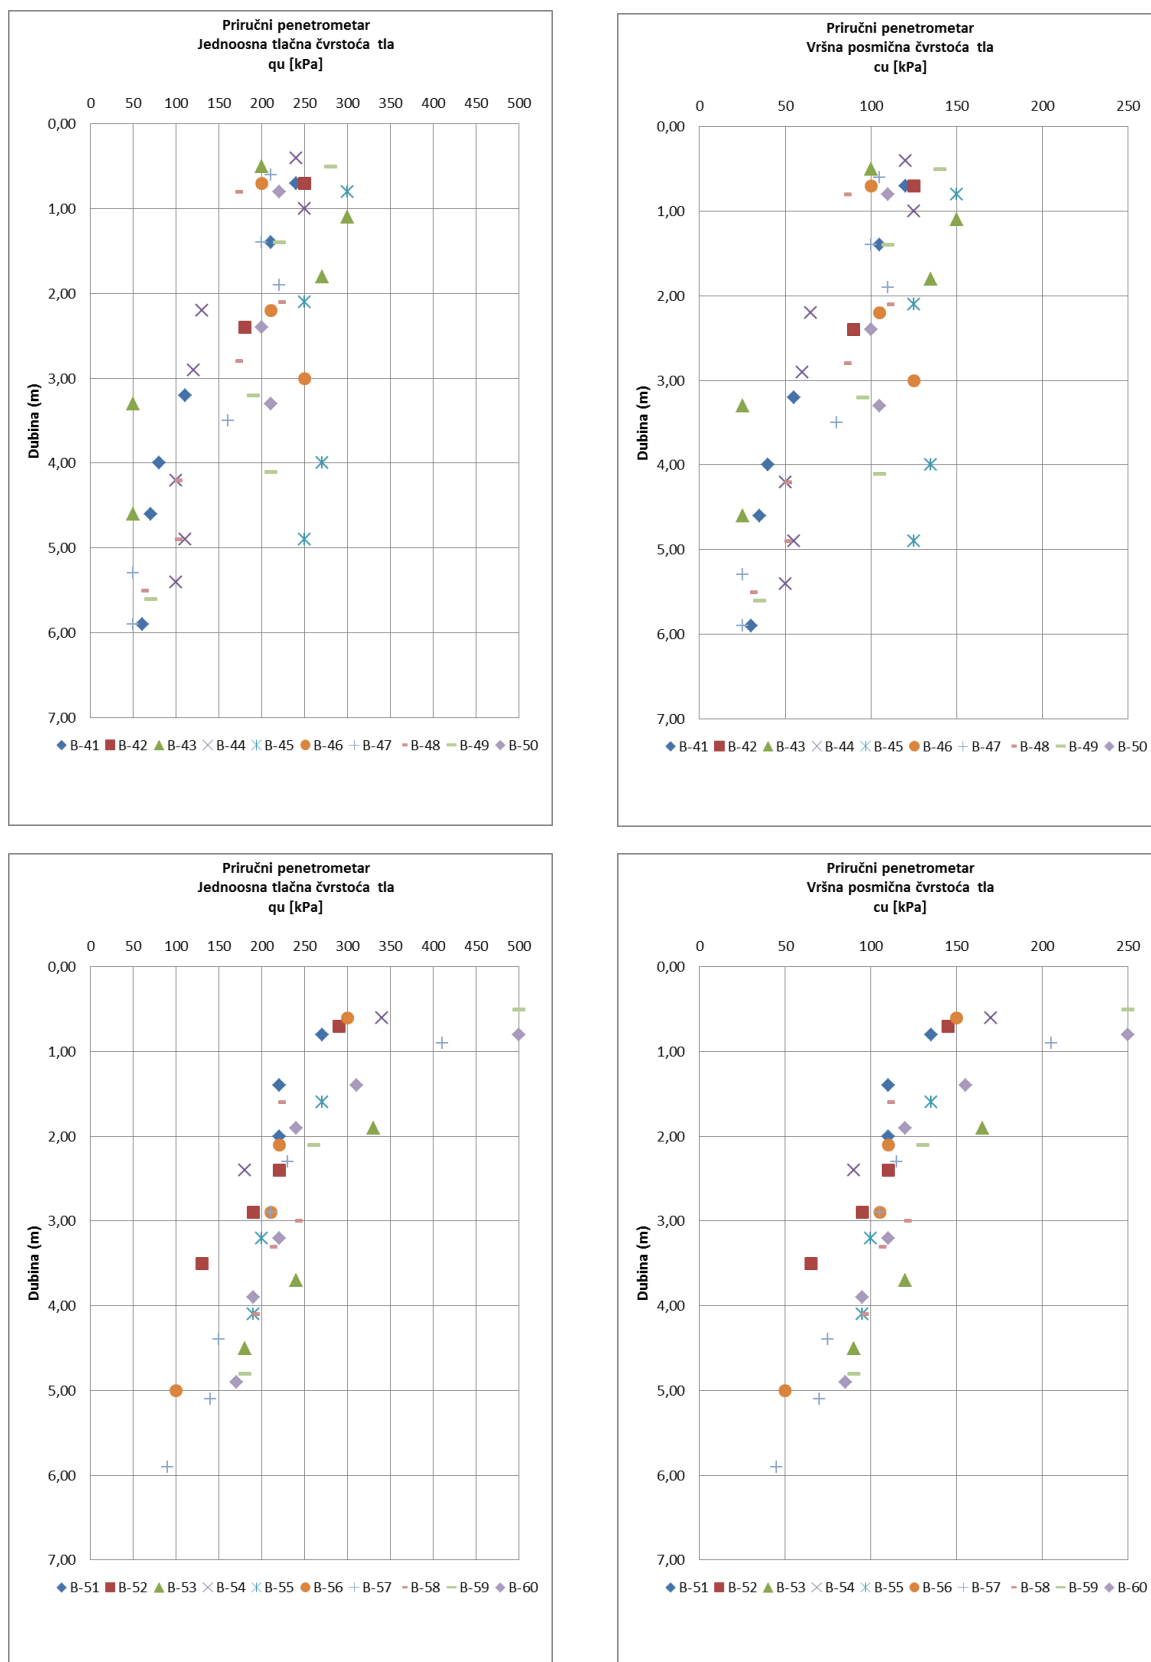 Priručni penetrometar
Jednoosna tlačna čvrstoća tla
qu [kPa]
0 50 100 150 200 250 300 350 400 450 500
0,00
1,00
2,00
3,00
4,00
5,00
6,00
7,00
Dubina (m)
B-41 B-42 B-43 B-44 B-45 B-46 B-47 B-48 B-49 B-50
Priručni penetrometar
Vršna posmična čvrstoća tla
cu [kPa]
0 50 100 150 200 250
0,00
1,00
2,00
3,00
4,00
5,00
6,00
7,00
Dubina (m)
B-41 B-42 B-43 B-44 B-45 B-46 B-47 B-48 B-49 B-50
Priručni penetrometar
Jednoosna tlačna čvrstoća tla
qu [kPa]
0 50 100 150 200 250 300 350 400 450 500
0,00
1,00
2,00
3,00
4,00
5,00
6,00
7,00
Dubina (m)
B-51 B-52 B-53 B-54 B-55 B-56 B-57 B-58 B-59 B-60
Priručni penetrometar
Vršna posmična čvrstoća tla
cu [kPa]
0 50 100 150 200 250
0,00
1,00
2,00
3,00
4,00
5,00
6,00
7,00
Dubina (m)
B-51 B-52 B-53 B-54 B-55 B-56 B-57 B-58 B-59 B-60